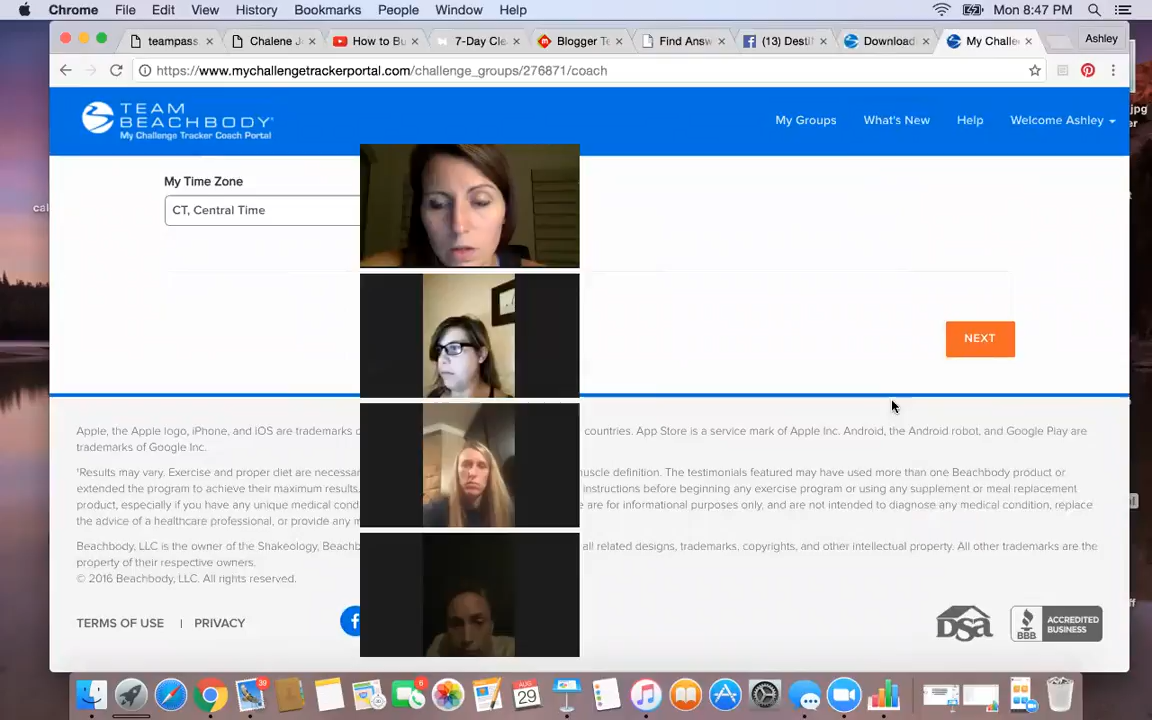 Chrome File Edit View History Bookmarks People Window Help Mon 8:47 PM
teampass Chalene J How to Bu 7-Day Cle Blogger Te Find Answ (13) Desti Download My Challe Ashley
https://www.mychallengetrackerportal.com/challenge_groups/276871/coach
TEAM
BEACHBODY
My Challenge Tracker Coach Portal
My Groups What's New Help Welcome Ashley
My Time Zone
CT, Central Time
NEXT
Apple, the Apple logo, iPhone, and iOS are trademarks countries. App Store is a service mark of Apple Inc. Android, the Android robot, and Google Play are
trademarks of Google Inc.
Results may vary. Exercise and proper diet are necessar muscle definition. The testimonials featured may have used more than one Beachbody product or
extended the program to achieve their maximum results. instructions before beginning any exercise program or using any supplement or meal replacement
product, especially if you have any unique medical cond are for informational purposes only, and are not intended to diagnose any medical condition, replace
the advice of a healthcare professional, or provide any m
Beachbody, LLC is the owner of the Shakeology, Beachb all related designs, trademarks, copyrights, and other intellectual property. All other trademarks are the
property of their respective owners.
© 2016 Beachbody, LLC. All rights reserved.
TERMS OF USE | PRIVACY
f
DSA
BBB ACCREDITED
BUSINESS
39
6
AUG
29